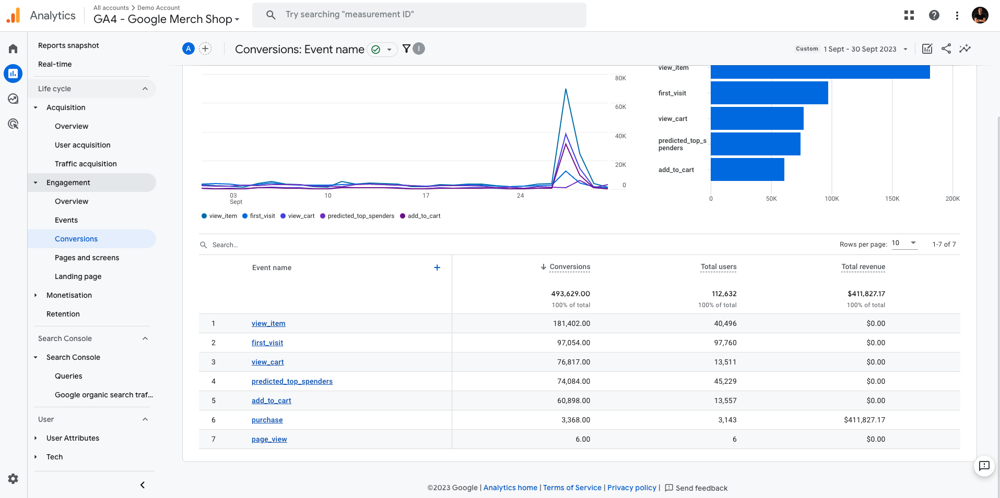 Analytics
All accounts > Demo Account
GA4 - Google Merch Shop
Try searching "measurement ID"
Reports snapshot
Real-time
Life cycle
Acquisition
Overview
User acquisition
Traffic acquisition
Engagement
Overview
Events
Conversions
Pages and screens
Landing page
Monetisation
Retention
Search Console
Search Console
Queries
Google organic search traf...
User
User Attributes
Tech
A
Conversions: Event name
I
Custom 1 Sept - 30 Sept 2023
80K
60K
40K
20K
0
03
Sept
10
17
24
view_item first_visit view_cart predicted_top_spenders add_to_cart
view_item
first_visit
view_cart
predicted_top_s
penders
add_to_cart
0 50K 100K 150K 200K
Search...
Rows per page: 10 1-7 of 7
Event name + Conversions Total users Total revenue
493,629.00 112,632 $411,827.17
100% of total 100% of total 100% of total
1 view_item 181,402.00 40,496 $0.00
2 first_visit 97,054.00 97,760 $0.00
3 view_cart 76,817.00 13,511 $0.00
4 predicted_top_spenders 74,084.00 45,229 $0.00
5 add_to_cart 60,898.00 13,557 $0.00
6 purchase 3,368.00 3,143 $411,827.17
7 page_view 6.00 6 $0.00
©2023 Google | Analytics home | Terms of Service | Privacy policy | Send feedback